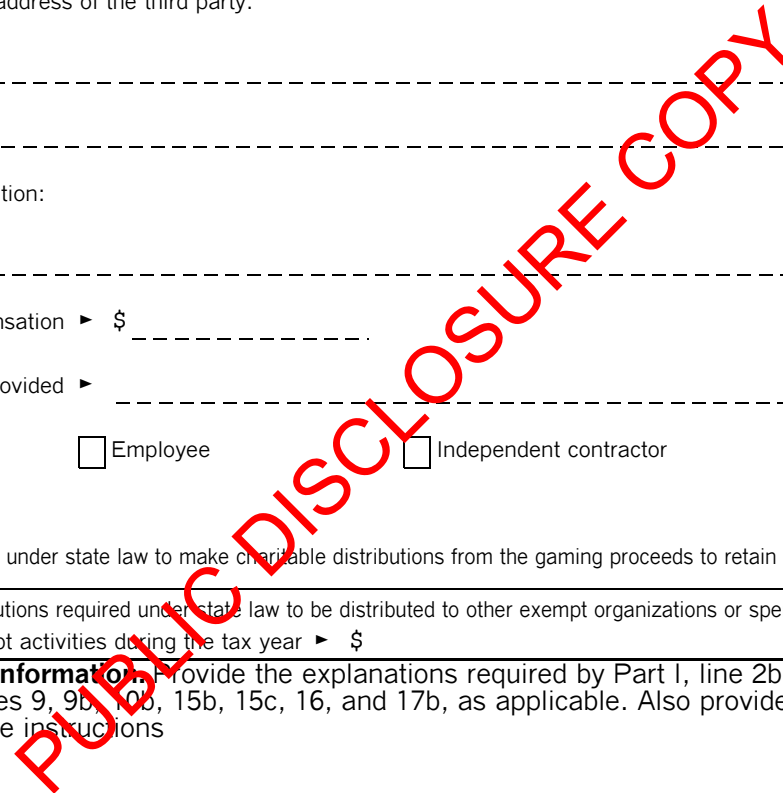 address of the third party:
tion:
nsation ► $
ovided ►
Employee
Independent contractor
under state law to make charitable distributions from the gaming proceeds to retain
utions required under state law to be distributed to other exempt organizations or spe
ot activities during the tax year ► $
nformation. Provide the explanations required by Part I, line 2b
es 9, 9b, 10b, 15b, 15c, 16, and 17b, as applicable. Also provide
e instructions
PUBLIC DISCLOSURE COPY